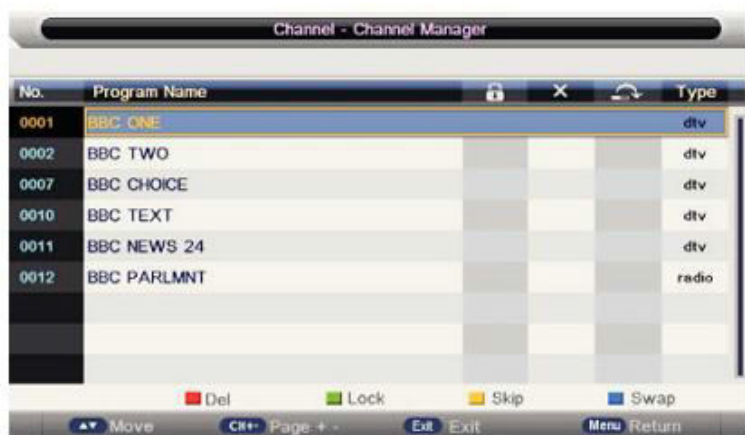 Channel - Channel Manager
No. Program Name Type
0001 BBC ONE dtv
0002 BBC TWO dtv
0007 BBC CHOICE dtv
0010 BBC TEXT dtv
0011 BBC NEWS 24 dtv
0012 BBC PARLMNT radio
Del Lock Skip Swap
Move CH+- Page + - Exit Exit Menu Return